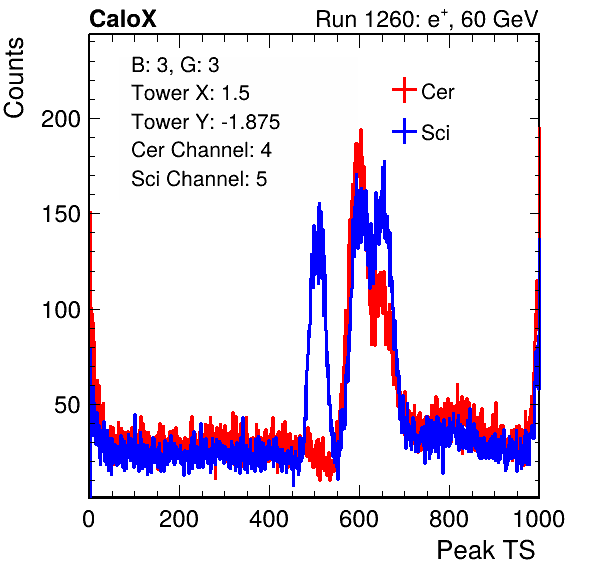 CaloX Run 1260: e⁺, 60 GeV
B: 3, G: 3
Tower X: 1.5
Tower Y: -1.875
Cer Channel: 4
Sci Channel: 5
Cer
Sci
Counts
200
150
100
50
0 200 400 600 800 1000
Peak TS